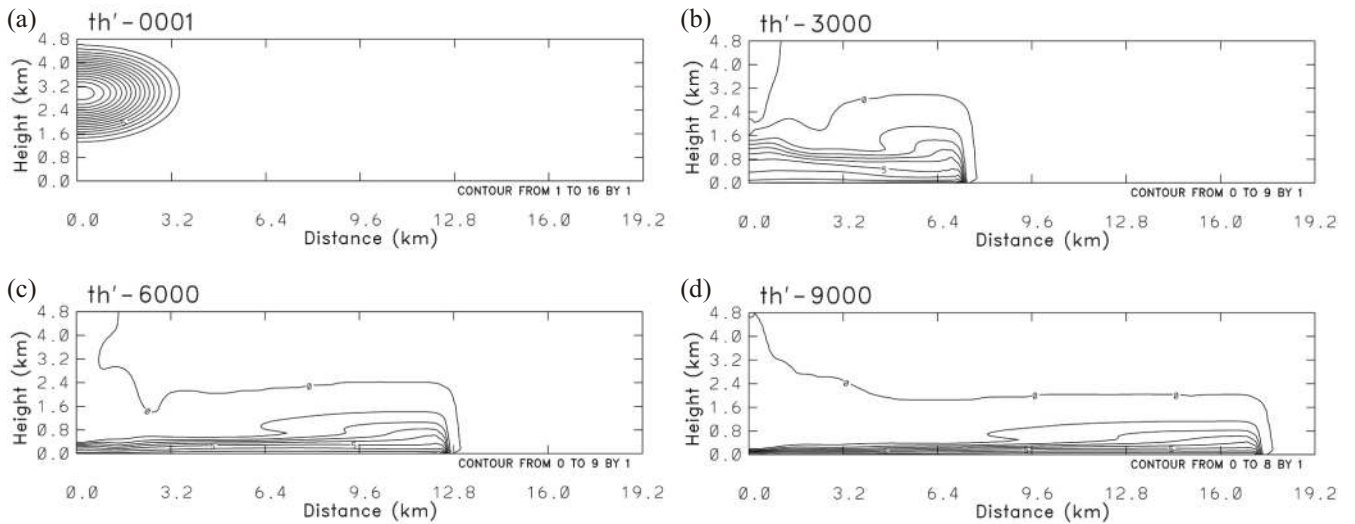 (a)
th′-0001
4.8
4.0
3.2
2.4
1.6
0.8
0.0
Height (km)
CONTOUR FROM 1 TO 16 BY 1
0.0 3.2 6.4 9.6 12.8 16.0 19.2
Distance (km)
(b)
th′-3000
4.8
4.0
3.2
2.4
1.6
0.8
0.0
Height (km)
0
5
CONTOUR FROM 0 TO 9 BY 1
0.0 3.2 6.4 9.6 12.8 16.0 19.2
Distance (km)
(c)
th′-6000
4.8
4.0
3.2
2.4
1.6
0.8
0.0
Height (km)
0
0
CONTOUR FROM 0 TO 9 BY 1
0.0 3.2 6.4 9.6 12.8 16.0 19.2
Distance (km)
(d)
th′-9000
4.8
4.0
3.2
2.4
1.6
0.8
0.0
Height (km)
0
0 0
CONTOUR FROM 0 TO 8 BY 1
0.0 3.2 6.4 9.6 12.8 16.0 19.2
Distance (km)